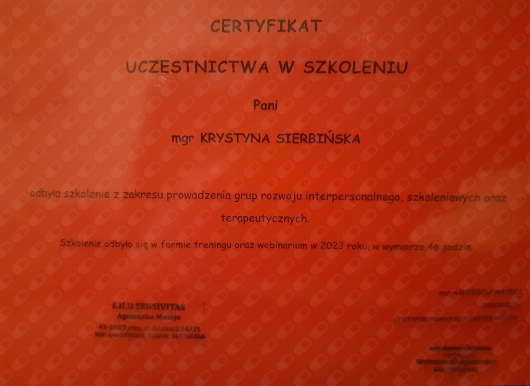 CERTYFIKAT
UCZESTNICTWA W SZKOLENIU
Pani
mgr KRYSTYNA SIERBIŃSKA
odbyła szkolenie z zakresu prowadzenia grup rozwoju interpersonalnego, szkoleniowych oraz
terapeutycznych.
Szkolenie odbyło się w formie treningu oraz webinarium w 2023 roku, w wymiarze 46 godzin
F.H.U SENSIVITAS
Agnieszka